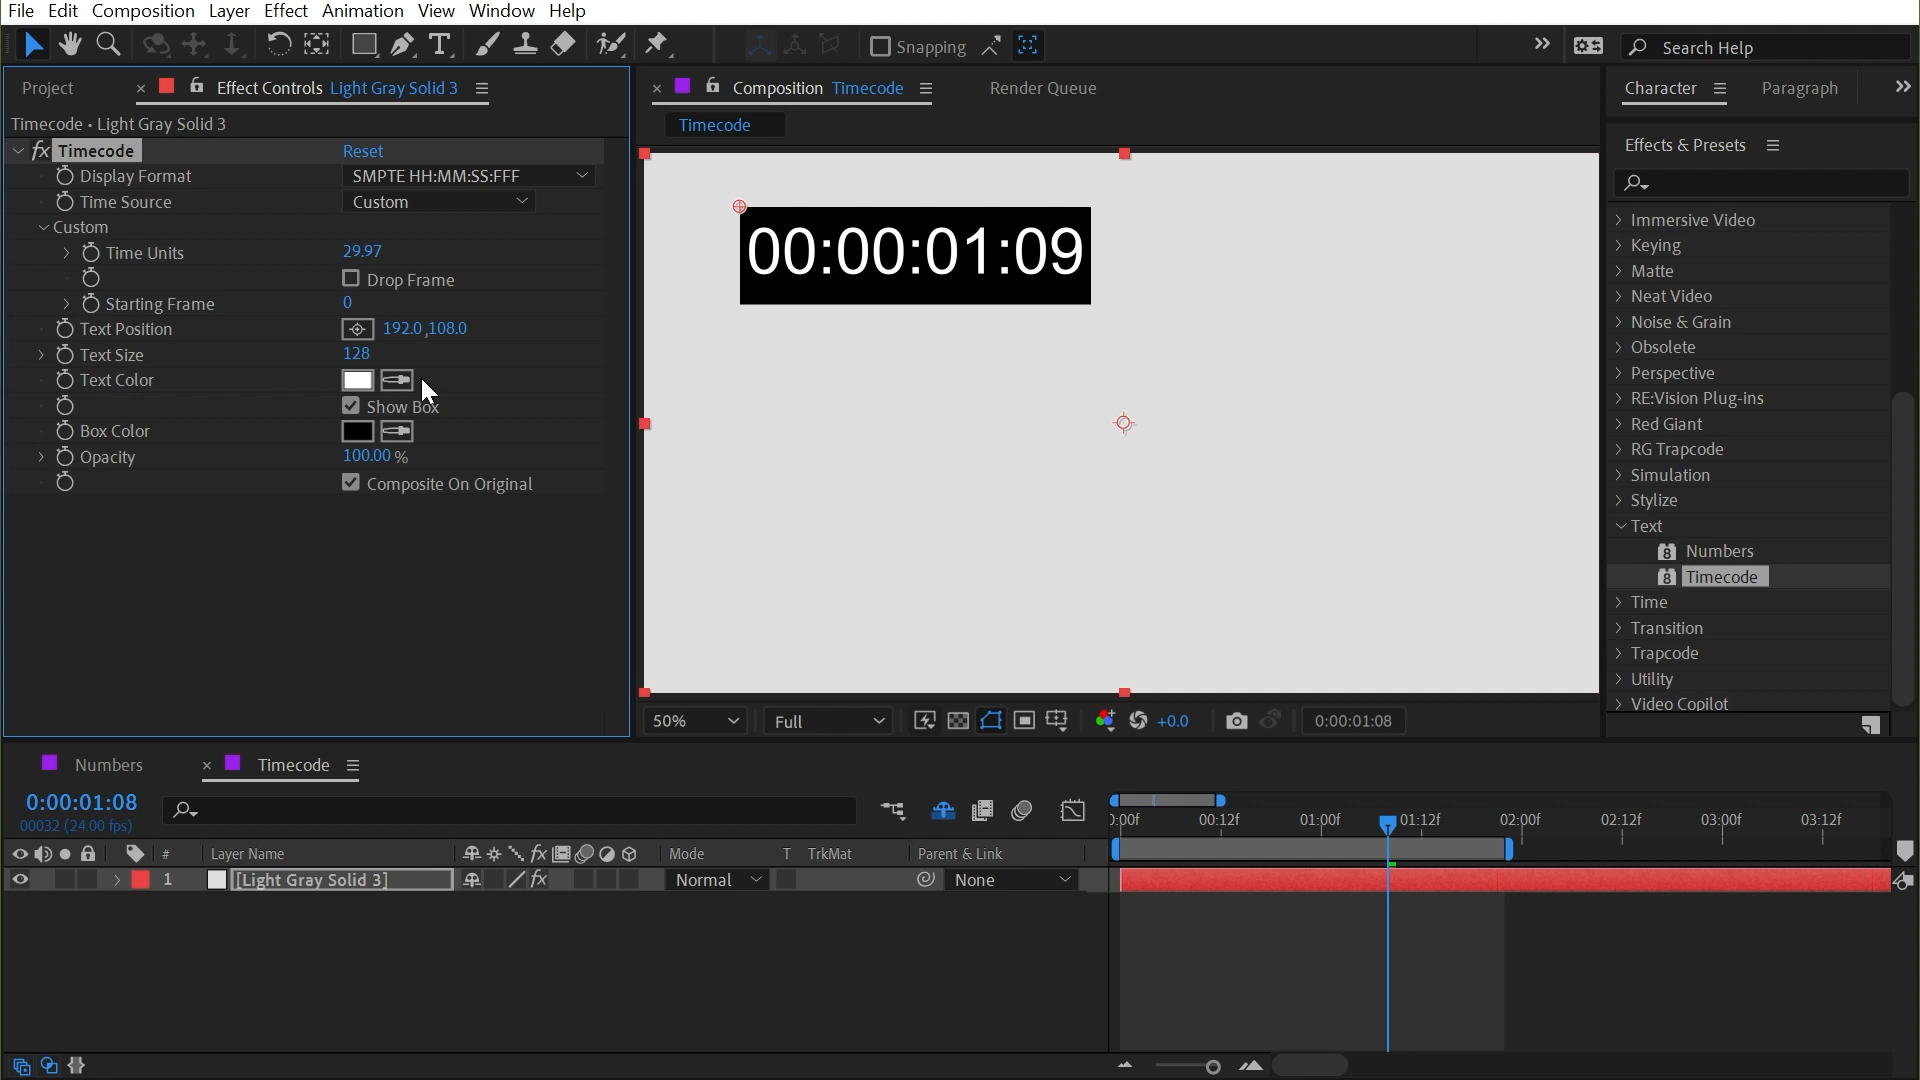 File Edit Composition Layer Effect Animation View Window Help
Snapping
Search Help
Project
Effect Controls Light Gray Solid 3
Timecode • Light Gray Solid 3
fx Timecode Reset
Display Format SMPTE HH:MM:SS:FFF
Time Source Custom
Custom
Time Units 29.97
Drop Frame
Starting Frame 0
Text Position 192.0,108.0
Text Size 128
Text Color
Show Box
Box Color
Opacity 100.00 %
Composite On Original
Composition Timecode
Render Queue
Timecode
00:00:01:09
50% Full +0.0 0:00:01:08
Character Paragraph
Effects & Presets
Immersive Video
Keying
Matte
Neat Video
Noise & Grain
Obsolete
Perspective
RE:Vision Plug-ins
Red Giant
RG Trapcode
Simulation
Stylize
Text
8 Numbers
8 Timecode
Time
Transition
Trapcode
Utility
Video Copilot
Numbers Timecode
0:00:01:08
00032 (24.00 fps)
):00f 00:12f 01:00f 01:12f 02:00f 02:12f 03:00f 03:12f
# Layer Name fx Mode T TrkMat Parent & Link
1 [Light Gray Solid 3] fx Normal None